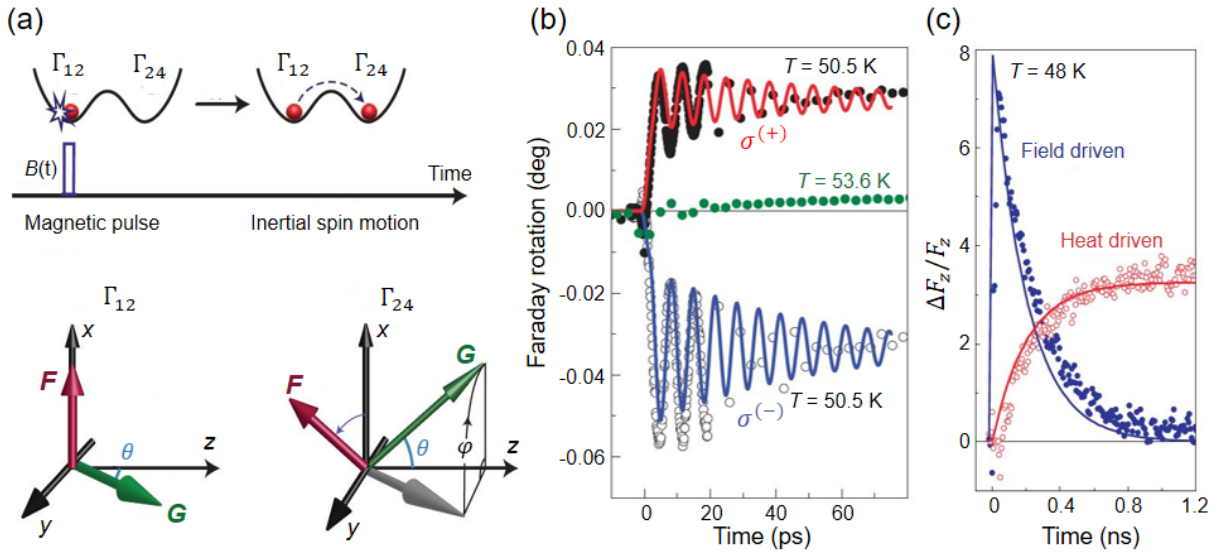 (a)
Γ₁₂ Γ₂₄ Γ₁₂ Γ₂₄
B(t)
Time
Magnetic pulse Inertial spin motion
Γ₁₂
x
F
θ
z
y
G
Γ₂₄
x
F
G
θ
φ
z
y
(b)
Faraday rotation (deg)
0.04
0.02
0.00
-0.02
-0.04
-0.06
T = 50.5 K
σ⁽⁺⁾
T = 53.6 K
σ⁽⁻⁾
T = 50.5 K
0 20 40 60
Time (ps)
(c)
ΔF_z/F_z
8
6
4
2
0
T = 48 K
Field driven
Heat driven
0 0.4 0.8 1.2
Time (ns)